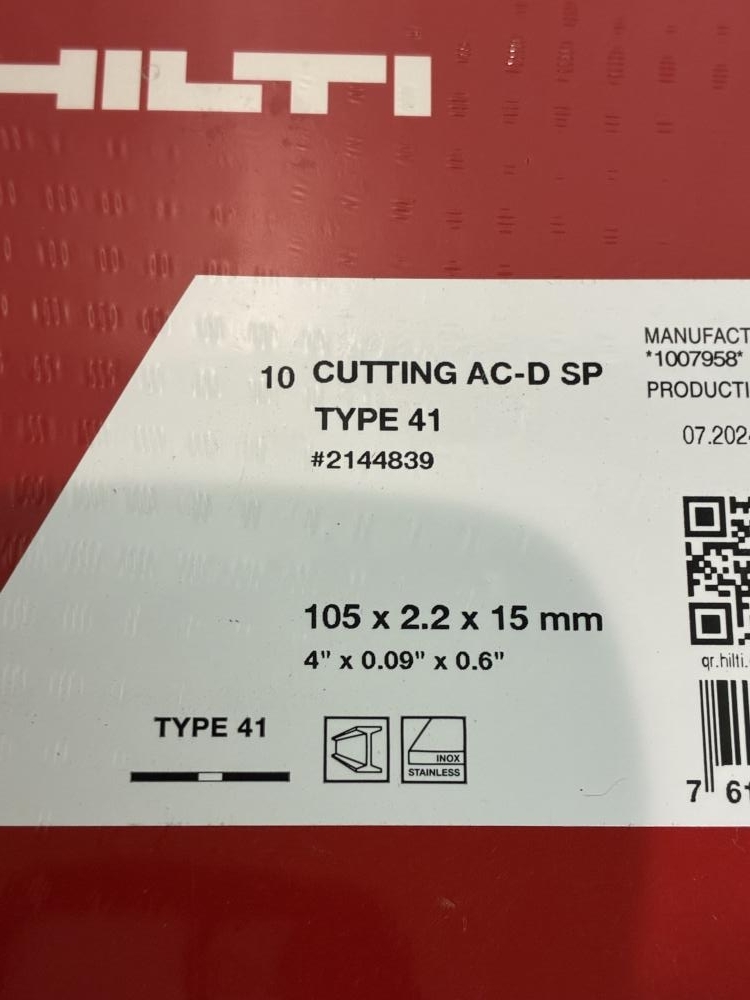 HILTI
10 CUTTING AC-D SP
TYPE 41
#2144839
105 x 2.2 x 15 mm
4" x 0.09" x 0.6"
TYPE 41
INOX
STAINLESS
MANUFACT
*1007958*
PRODUCTI
07.202
qr.hilti.
7 61